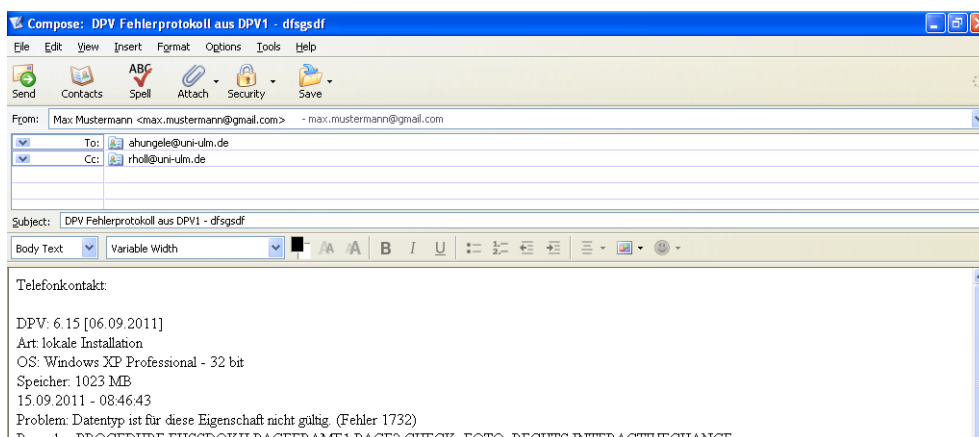 Compose: DPV Fehlerprotokoll aus DPV1 - dfsgsdf
File Edit View Insert Format Options Tools Help
ABC
Send Contacts Spell Attach Security Save
From: Max Mustermann <max.mustermann@gmail.com> - max.mustermann@gmail.com
To: ahungele@uni-ulm.de
Cc: rholl@uni-ulm.de
Subject: DPV Fehlerprotokoll aus DPV1 - dfsgsdf
Body Text Variable Width
Telefonkontakt:
DPV: 6.15 [06.09.2011]
Art: lokale Installation
OS: Windows XP Professional - 32 bit
Speicher: 1023 MB
15.09.2011 - 08:46:43
Problem: Datentyp ist für diese Eigenschaft nicht gültig. (Fehler 1732)